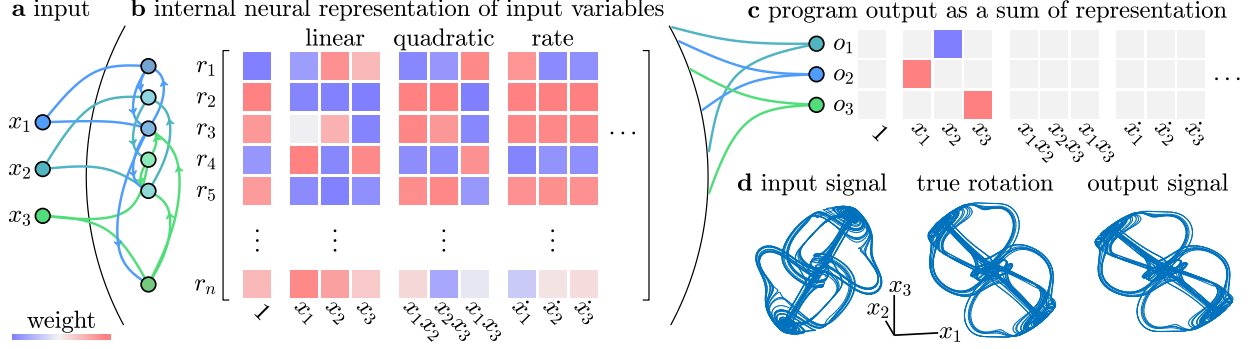 a input
b internal neural representation of input variables
c program output as a sum of representation
linear quadratic rate
r₁
r₂
r₃
r₄
r₅
⋮ ⋮ ⋮ ⋮
rₙ
...
1 x₁ x₂ x₃ x₁x₂ x₂x₃ x₁x₃ ẋ₁ ẋ₂ ẋ₃
x₁
x₂
x₃
weight
o₁
o₂
o₃
...
1 x₁ x₂ x₃ x₁x₂ x₂x₃ x₁x₃ ẋ₁ ẋ₂ ẋ₃
d input signal true rotation output signal
x₃
x₂
x₁